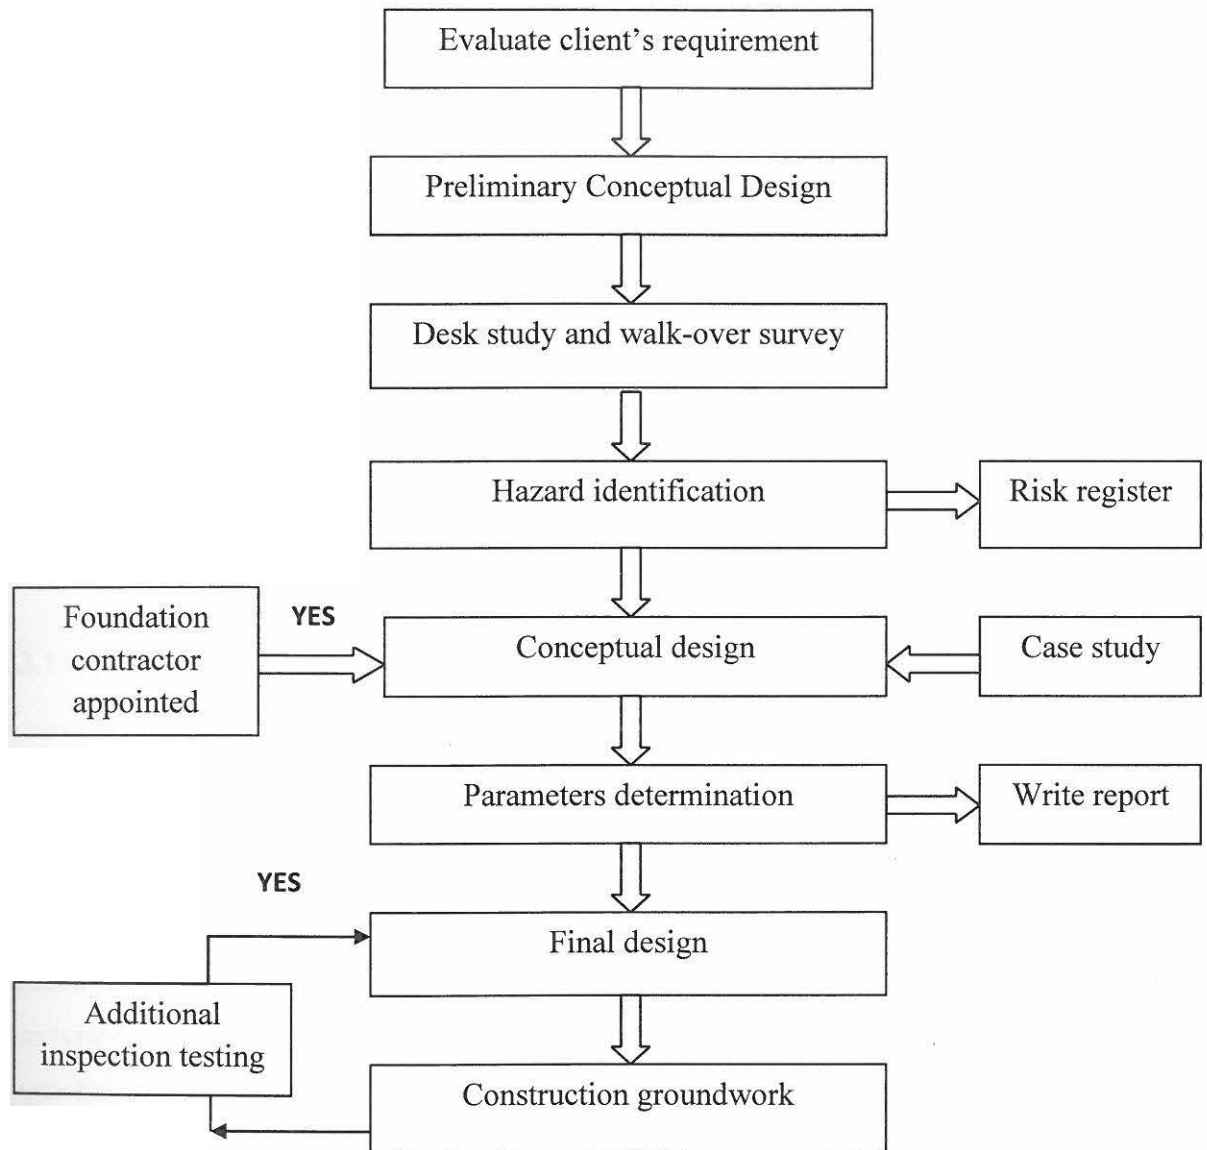 Evaluate client's requirement
Preliminary Conceptual Design
Desk study and walk-over survey
Hazard identification
Risk register
Foundation
contractor
appointed
YES
Conceptual design
Case study
Parameters determination
Write report
YES
Final design
Additional
inspection testing
Construction groundwork